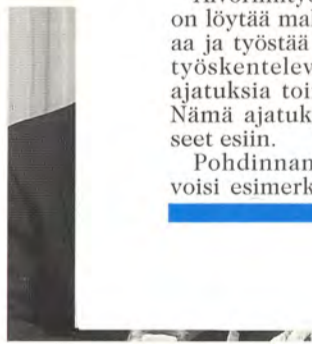 on löytää mal
aa ja työstää
työskentelev
ajatuksia toi
Nämä ajatuk
seet esiin.
Pohdinnan
voisi esimerk